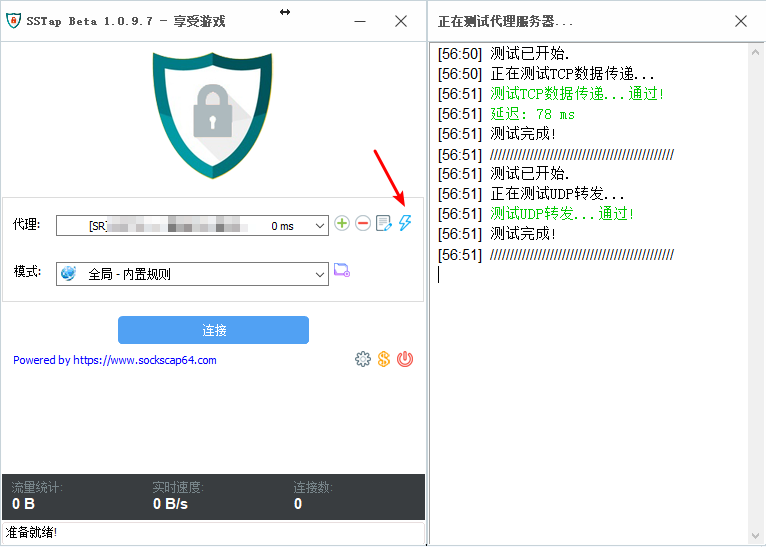 SSTap Beta 1.0.9.7 - 享受游戏
代理:
[SR]
0 ms
模式:
全局 - 内置规则
连接
Powered by https://www.sockscap64.com
流量统计:
实时速度:
连接数:
0 B
0 B/s
0
准备就绪!
正在测试代理服务器...
[56:50] 测试已开始.
[56:50] 正在测试TCP数据传递...
[56:51] 测试TCP数据传递...通过!
[56:51] 延迟: 78 ms
[56:51] 测试完成!
[56:51] //////////////////////////////////////////////
[56:51] 测试已开始.
[56:51] 正在测试UDP转发...
[56:51] 测试UDP转发...通过!
[56:51] 测试完成!
[56:51] //////////////////////////////////////////////